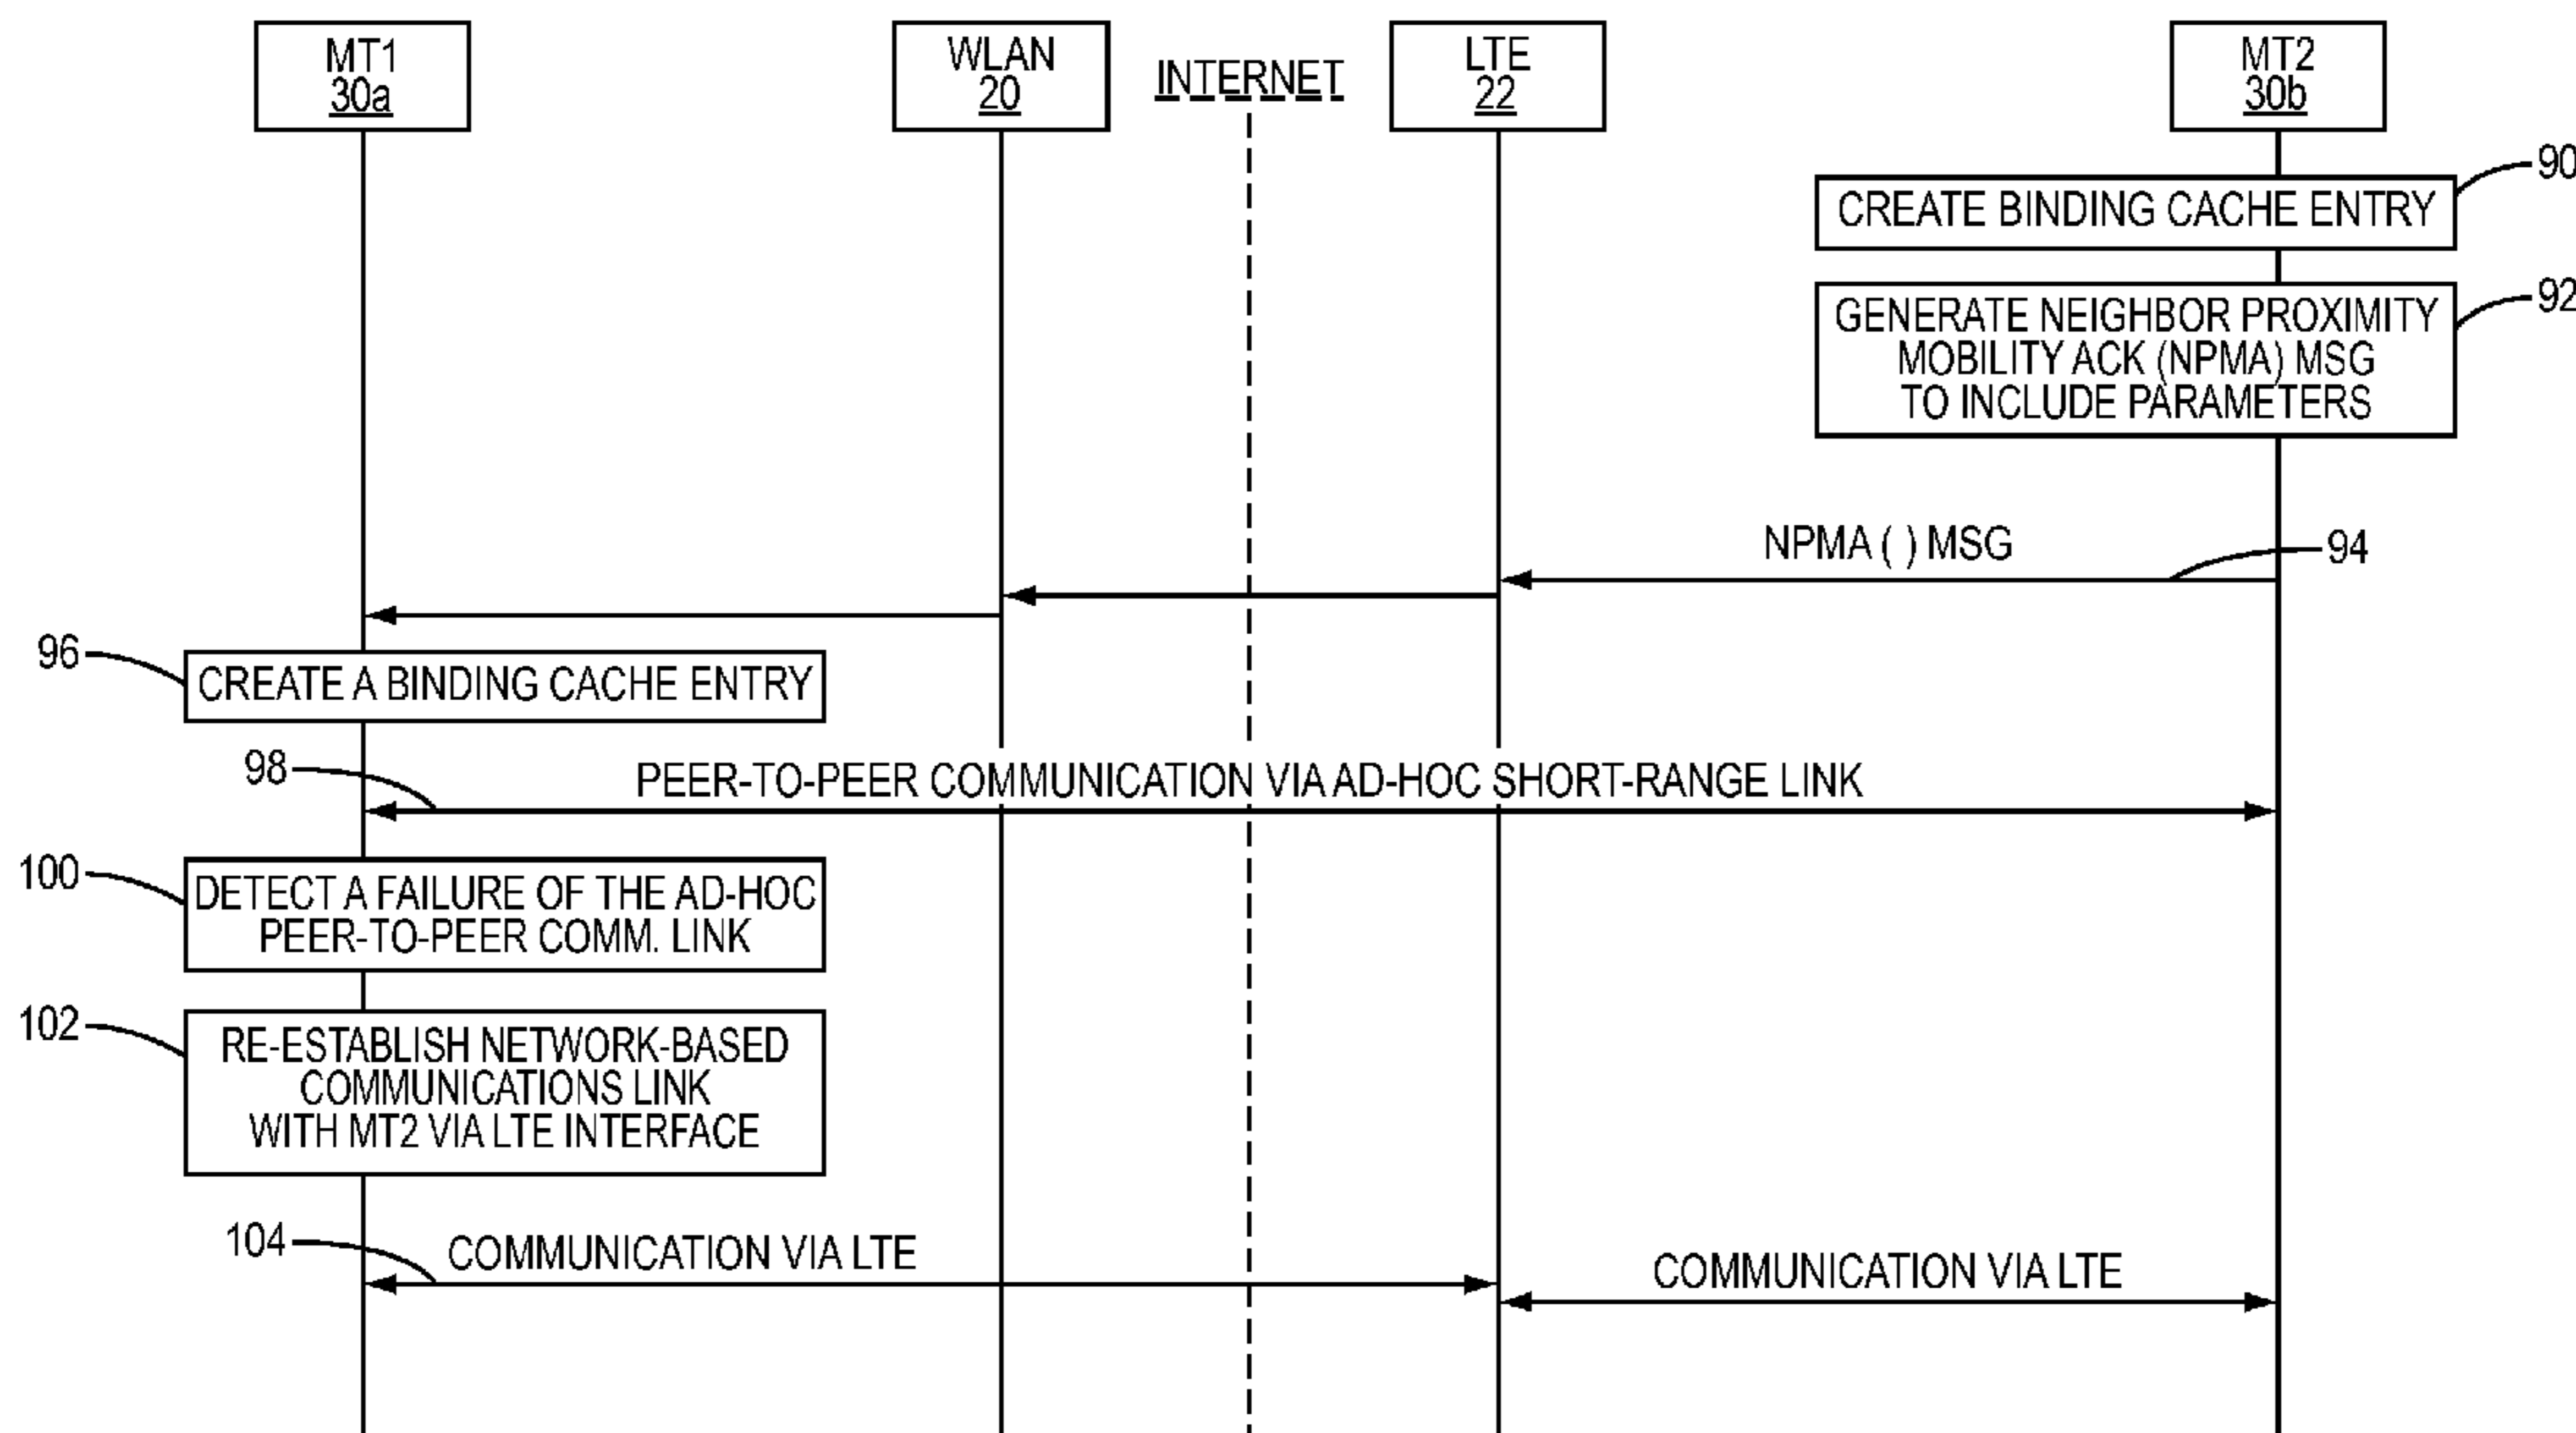 MT1
30a
WLAN
20
INTERNET
LTE
22
MT2
30b
90
CREATE BINDING CACHE ENTRY
92
GENERATE NEIGHBOR PROXIMITY
MOBILITY ACK (NPMA) MSG
TO INCLUDE PARAMETERS
NPMA ( ) MSG
94
96
CREATE A BINDING CACHE ENTRY
98
PEER-TO-PEER COMMUNICATION VIA AD-HOC SHORT-RANGE LINK
100
DETECT A FAILURE OF THE AD-HOC
PEER-TO-PEER COMM. LINK
102
RE-ESTABLISH NETWORK-BASED
COMMUNICATIONS LINK
WITH MT2 VIA LTE INTERFACE
104
COMMUNICATION VIA LTE
COMMUNICATION VIA LTE